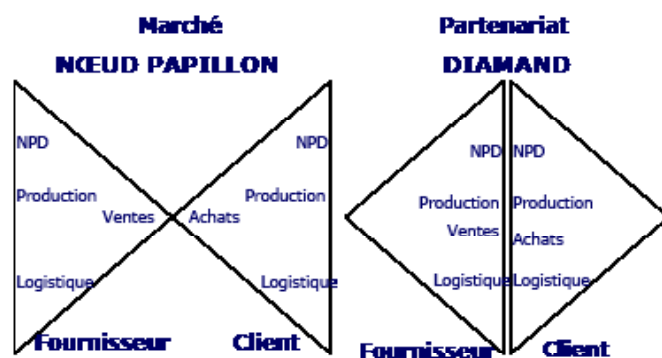 Marché
NŒUD PAPILLON
NPD
NPD
Production
Production
Ventes
Achats
Logistique
Logistique
Fournisseur
Client
Partenariat
DIAMAND
NPD
NPD
Production
Production
Ventes
Achats
Logistique
Logistique
Fournisseur
Client